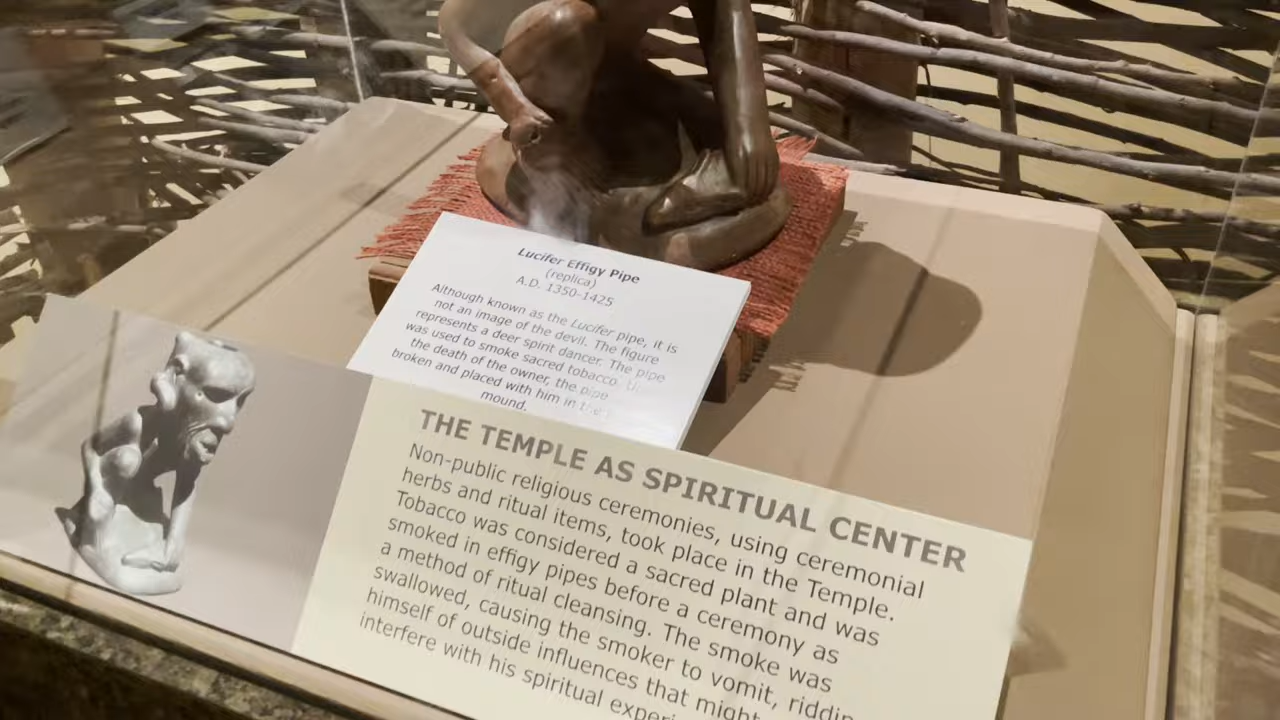 Lucifer Effigy Pipe
(replica)
A.D. 1350-1425
Although known as the Lucifer pipe, it is
not an image of the devil. The figure
represents a deer spirit dancer. The pipe
was used to smoke sacred tobacco.
the death of the owner, the pipe
broken and placed with him in the
mound.
THE TEMPLE AS SPIRITUAL CENTER
Non-public religious ceremonies, using ceremonial
herbs and ritual items, took place in the Temple.
Tobacco was considered a sacred plant and was
smoked in effigy pipes before a ceremony as
a method of ritual cleansing. The smoke was
swallowed, causing the smoker to vomit, riddin
himself of outside influences that might
interfere with his spiritual experi